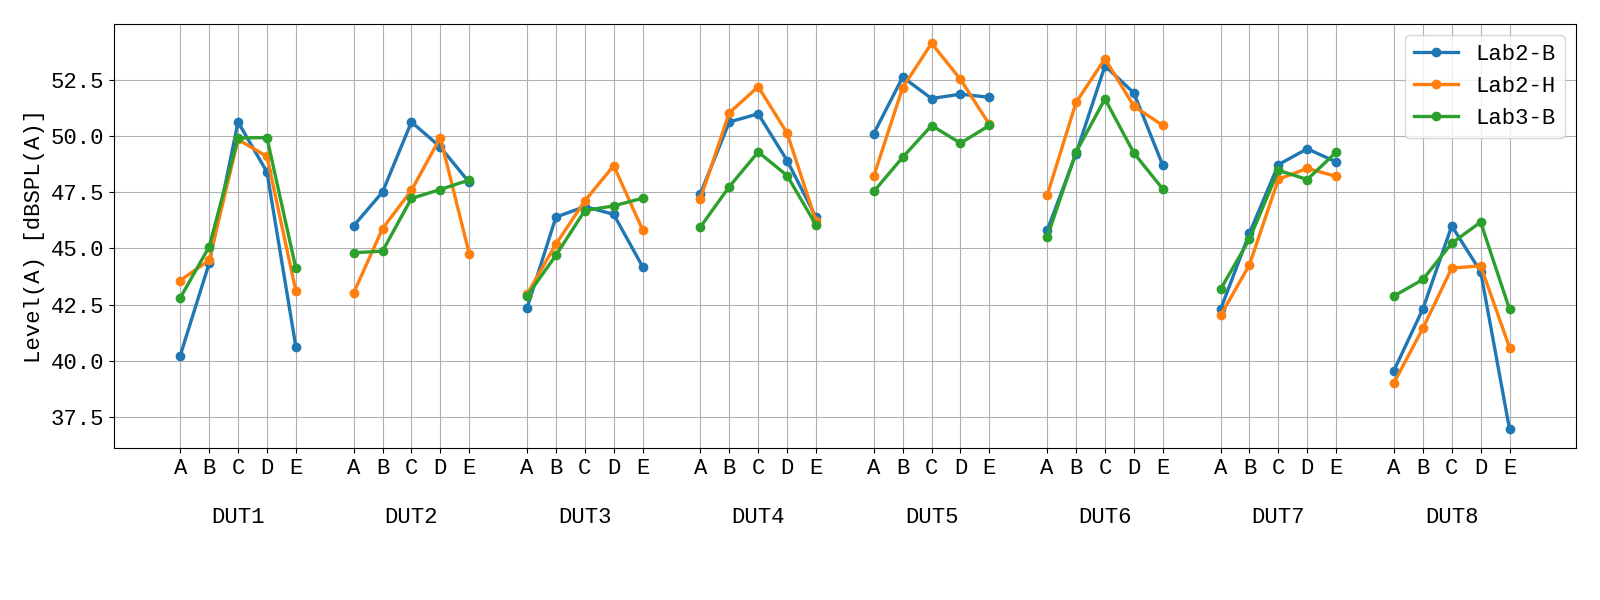 Level(A) [dBSPL(A)]
52.5
50.0
47.5
45.0
42.5
40.0
37.5
Lab2-B
Lab2-H
Lab3-B
A B C D E A B C D E A B C D E A B C D E A B C D E A B C D E A B C D E A B C D E
DUT1 DUT2 DUT3 DUT4 DUT5 DUT6 DUT7 DUT8